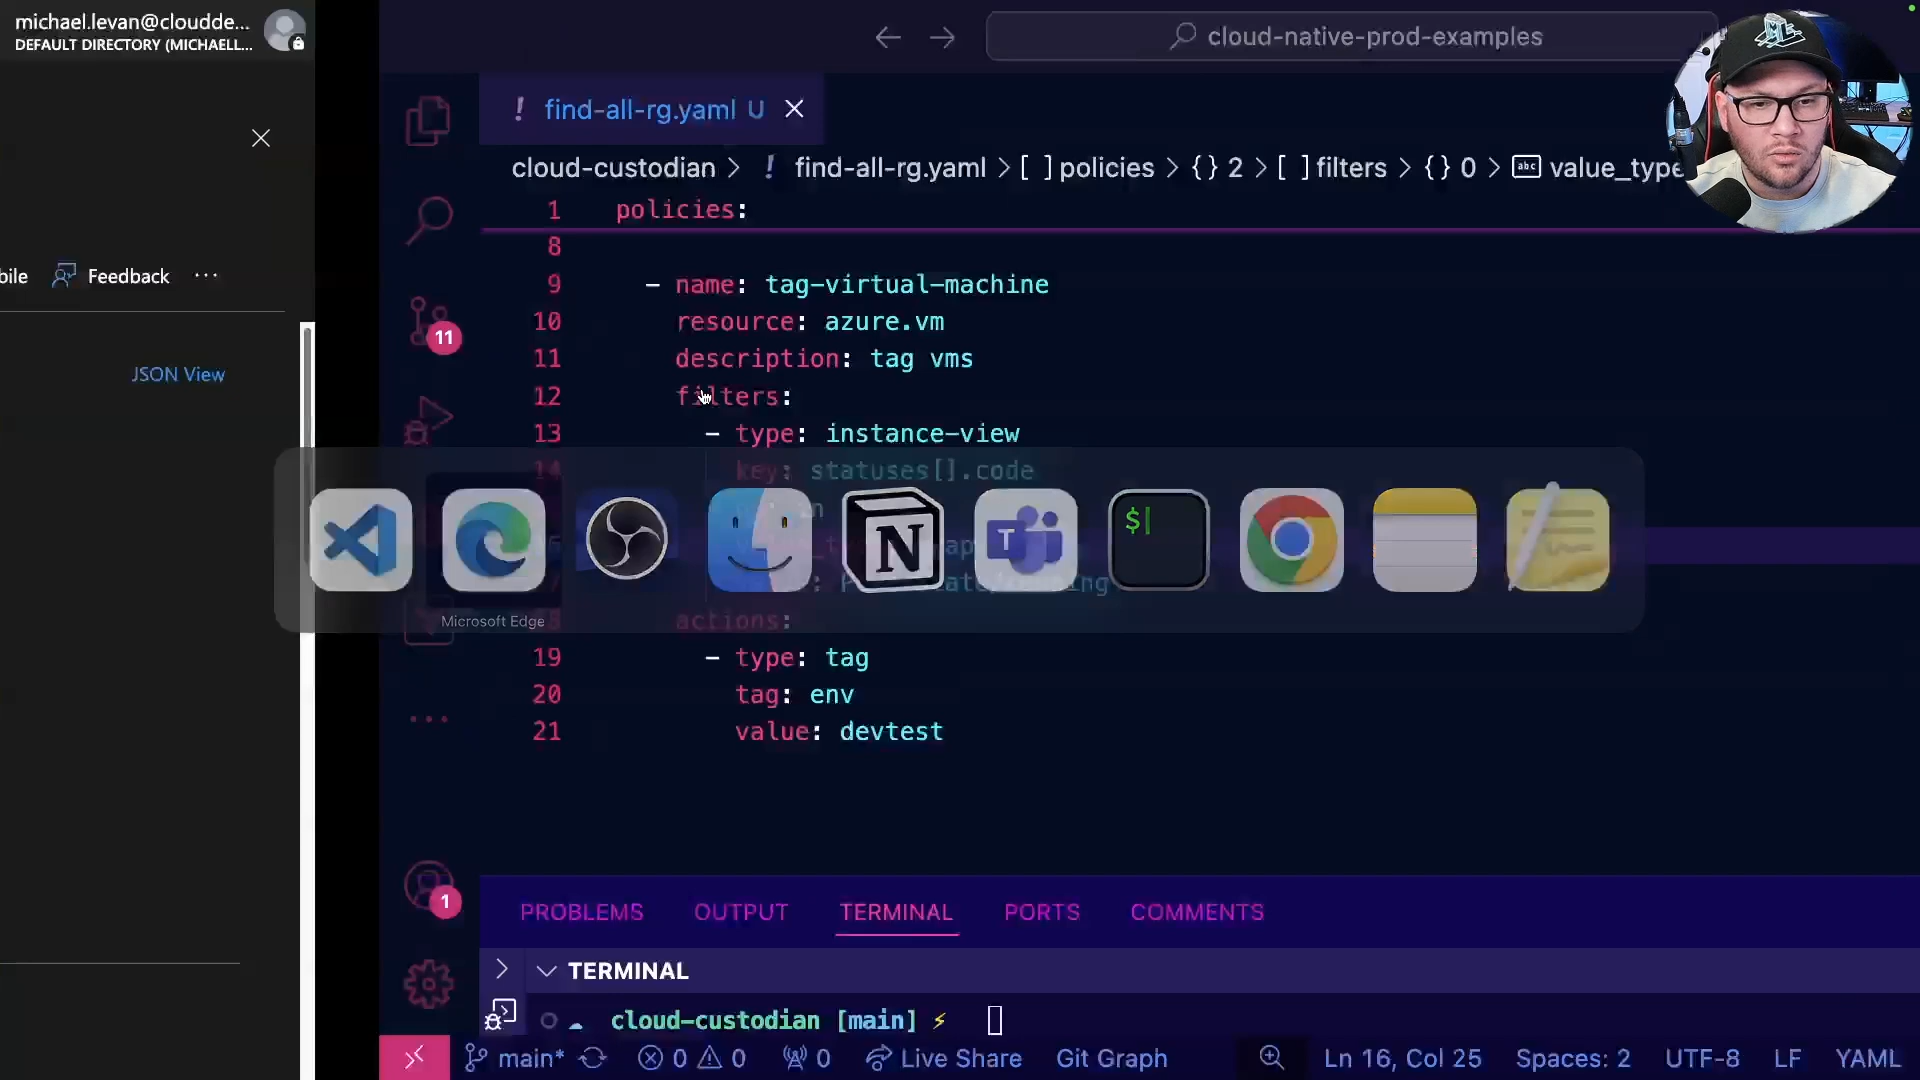 michael.levan@cloudde...
DEFAULT DIRECTORY (MICHAELL...
bile Feedback ...
JSON View
cloud-native-prod-examples
! find-all-rg.yaml U
cloud-custodian > ! find-all-rg.yaml > [ ] policies > {} 2 > [ ] filters > {} 0 > abc value_type
1 policies:
8
9 - name: tag-virtual-machine
10 resource: azure.vm
11 description: tag vms
12 filters:
13 - type: instance-view
14 key: statuses[].code
actions:
19 - type: tag
20 tag: env
21 value: devtest
N
T
$
Microsoft Edge
11
1
PROBLEMS OUTPUT TERMINAL PORTS COMMENTS
TERMINAL
cloud-custodian [main]
main* 0 0 0 Live Share Git Graph Ln 16, Col 25 Spaces: 2 UTF-8 LF YAML